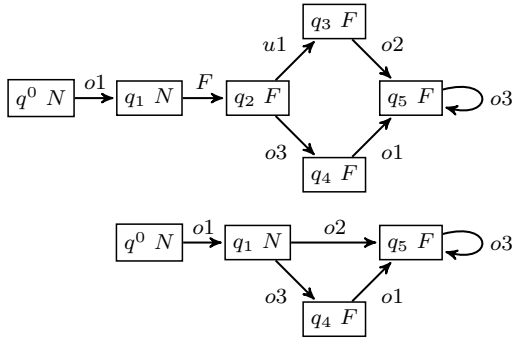 q3 F
u1 o2
q⁰ N o1 q1 N F q2 F q5 F o3
o3 o1
q4 F
q⁰ N o1 q1 N o2 q5 F o3
o3 o1
q4 F